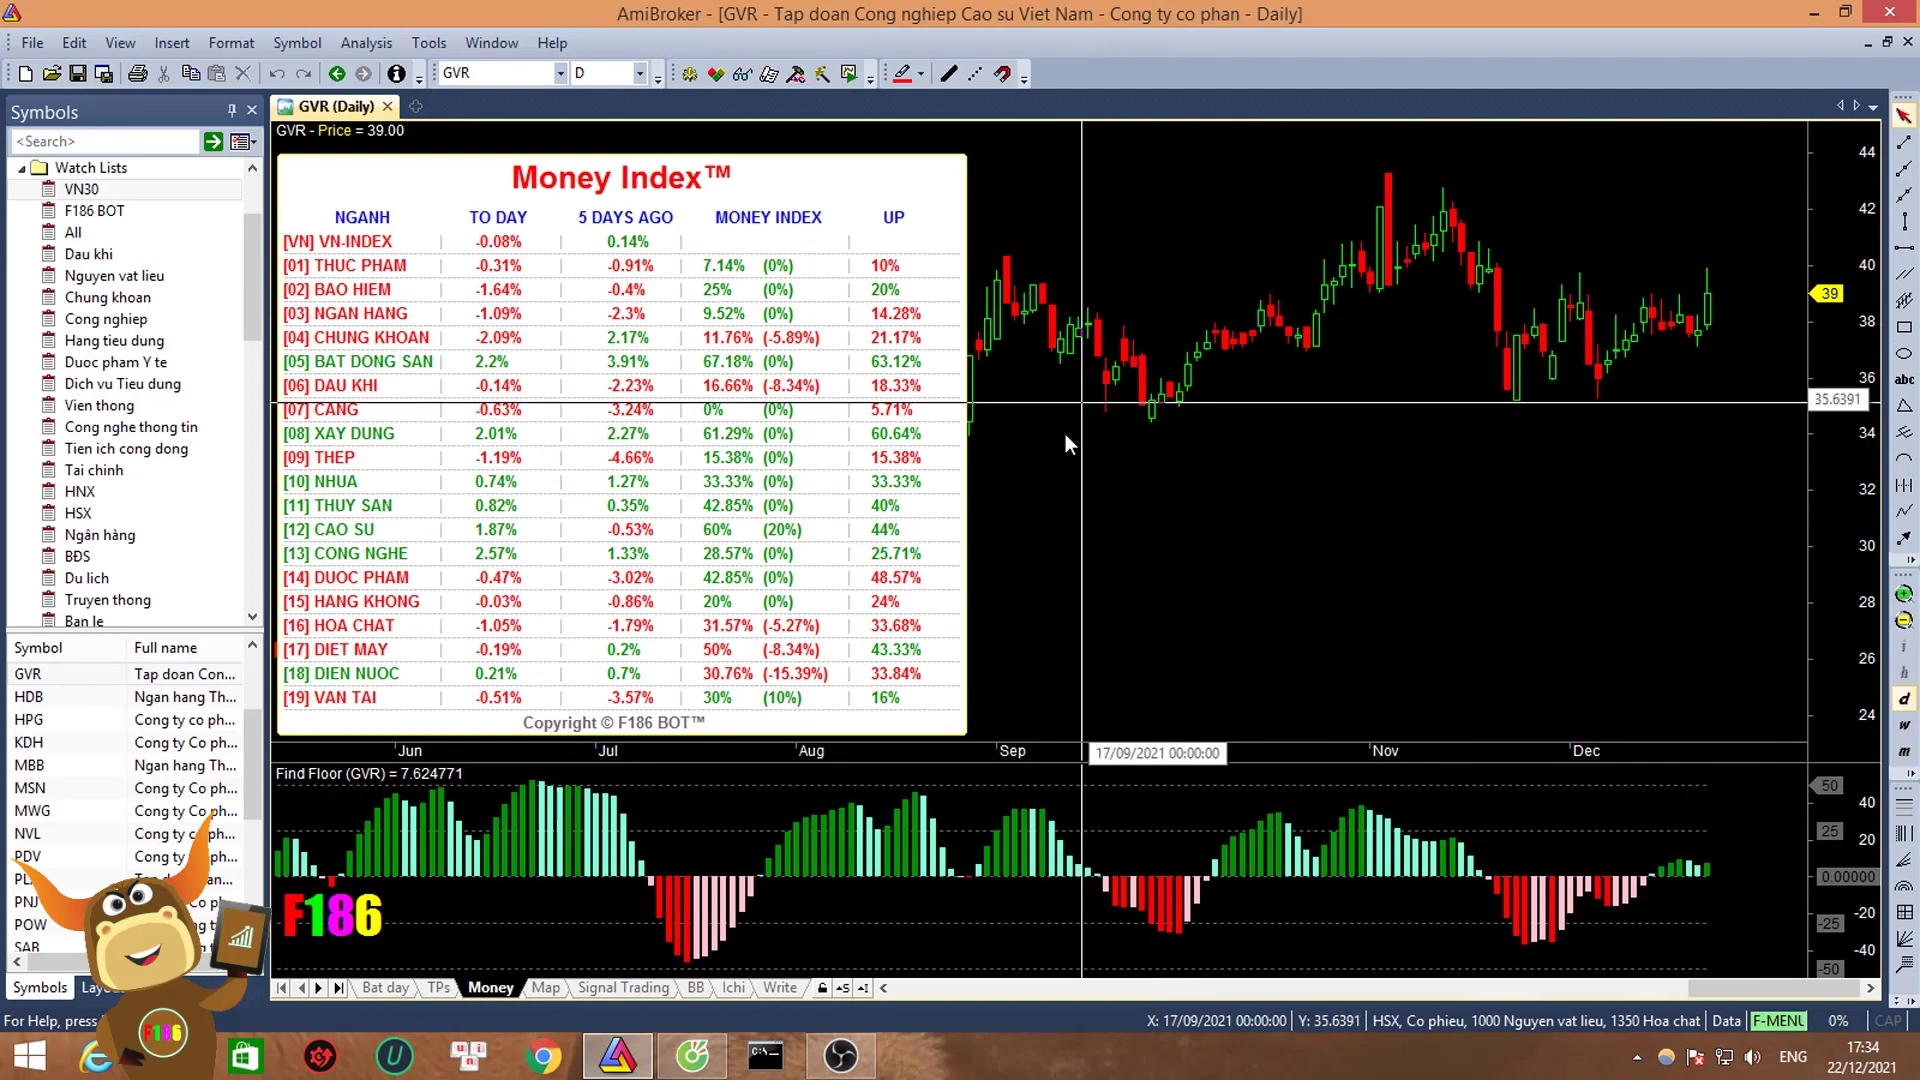 AmiBroker - [GVR - Tap doan Cong nghiep Cao su Viet Nam - Cong ty co phan - Daily]
File Edit View Insert Format Symbol Analysis Tools Window Help
GVR D
Symbols
GVR (Daily)
<Search>
GVR - Price = 39.00
Watch Lists
VN30
F186 BOT
All
Dau khi
Nguyen vat lieu
Chung khoan
Cong nghiep
Hang tieu dung
Duoc pham Y te
Dich vu Tieu dung
Vien thong
Cong nghe thong tin
Tien ich cong dong
Tai chinh
HNX
HSX
Ngân hàng
BĐS
Du lich
Truyen thong
Ban le
Symbol Full name
GVR Tap doan Con...
HDB Ngan hang Th...
HPG Cong ty co ph...
KDH Cong ty Co ph...
MBB Ngan hang Th...
MSN Cong ty Co ph...
MWG Cong ty Co ph...
NVL Cong ty co ph...
PDV Cong ty
PNJ
POW
SAB
Symbols
For Help, press
Money Index™
NGANH TO DAY 5 DAYS AGO MONEY INDEX UP
[VN] VN-INDEX | -0.08% | 0.14% | |
[01] THUC PHAM | -0.31% | -0.91% | 7.14% (0%) | 10%
[02] BAO HIEM | -1.64% | -0.4% | 25% (0%) | 20%
[03] NGAN HANG | -1.09% | -2.3% | 9.52% (0%) | 14.28%
[04] CHUNG KHOAN | -2.09% | 2.17% | 11.76% (-5.89%) | 21.17%
[05] BAT DONG SAN | 2.2% | 3.91% | 67.18% (0%) | 63.12%
[06] DAU KHI | -0.14% | -2.23% | 16.66% (-8.34%) | 18.33%
[07] CANG | -0.63% | -3.24% | 0% (0%) | 5.71%
[08] XAY DUNG | 2.01% | 2.27% | 61.29% (0%) | 60.64%
[09] THEP | -1.19% | -4.66% | 15.38% (0%) | 15.38%
[10] NHUA | 0.74% | 1.27% | 33.33% (0%) | 33.33%
[11] THUY SAN | 0.82% | 0.35% | 42.85% (0%) | 40%
[12] CAO SU | 1.87% | -0.53% | 60% (20%) | 44%
[13] CONG NGHE | 2.57% | 1.33% | 28.57% (0%) | 25.71%
[14] DUOC PHAM | -0.47% | -3.02% | 42.85% (0%) | 48.57%
[15] HANG KHONG | -0.03% | -0.86% | 20% (0%) | 24%
[16] HOA CHAT | -1.05% | -1.79% | 31.57% (-5.27%) | 33.68%
[17] DIET MAY | -0.19% | 0.2% | 50% (-8.34%) | 43.33%
[18] DIEN NUOC | 0.21% | 0.7% | 30.76% (-15.39%) | 33.84%
[19] VAN TAI | -0.51% | -3.57% | 30% (10%) | 16%
Copyright © F186 BOT™
44
42
40
39
38
36
35.6391
34
32
30
28
26
24
Jun Jul Aug Sep 17/09/2021 00:00:00 Nov Dec
Find Floor (GVR) = 7.624771
50
40
25
20
0.00000
-20
-25
-40
-50
F186
F186
Bat day TPs Money Map Signal Trading BB Ichi Write
X: 17/09/2021 00:00:00 Y: 35.6391 HSX, Co phieu, 1000 Nguyen vat lieu, 1350 Hoa chat Data F-MENU 0% CAP
abc
i
h
d
w
m
ENG
17:34
22/12/2021